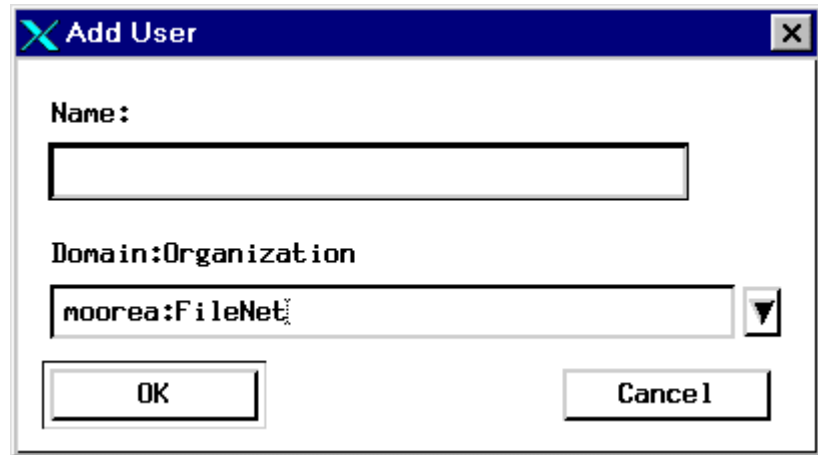 Add User
Name:
Domain:Organization
moorea:FileNet
OK
Cancel